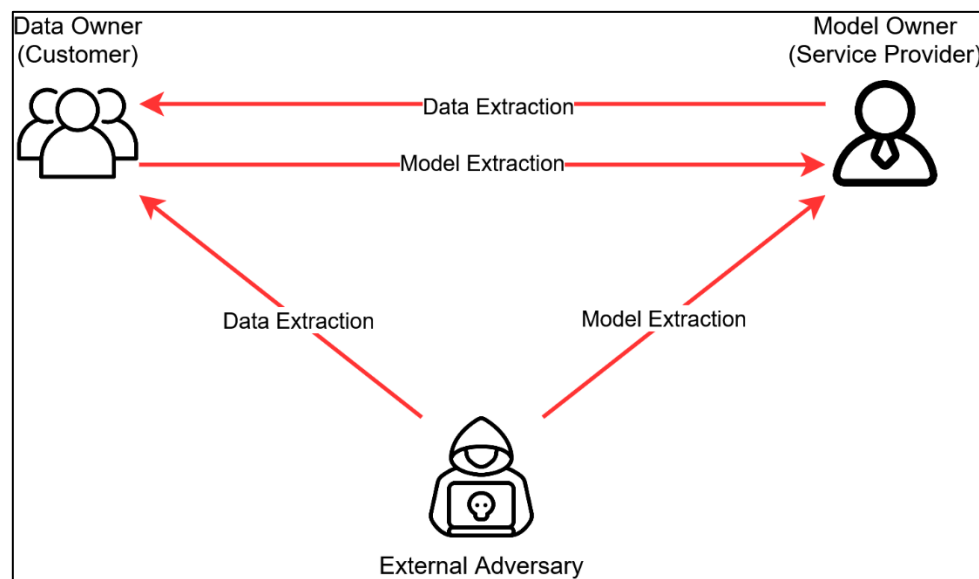 Data Owner
(Customer)
Model Owner
(Service Provider)
Data Extraction
Model Extraction
Data Extraction
Model Extraction
External Adversary